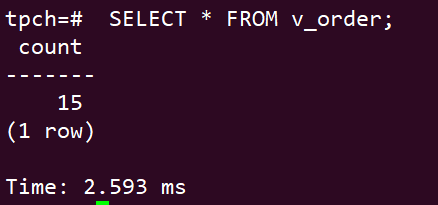 tpch=#  SELECT * FROM v_order;
 count
-------
    15
(1 row)

Time: 2.593 ms